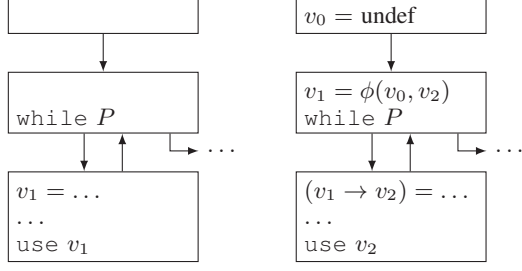 while P
⋯
v₁ = …
…
use v₁
v₀ = undef
v₁ = ϕ(v₀, v₂)
while P
⋯
(v₁ → v₂) = …
…
use v₂